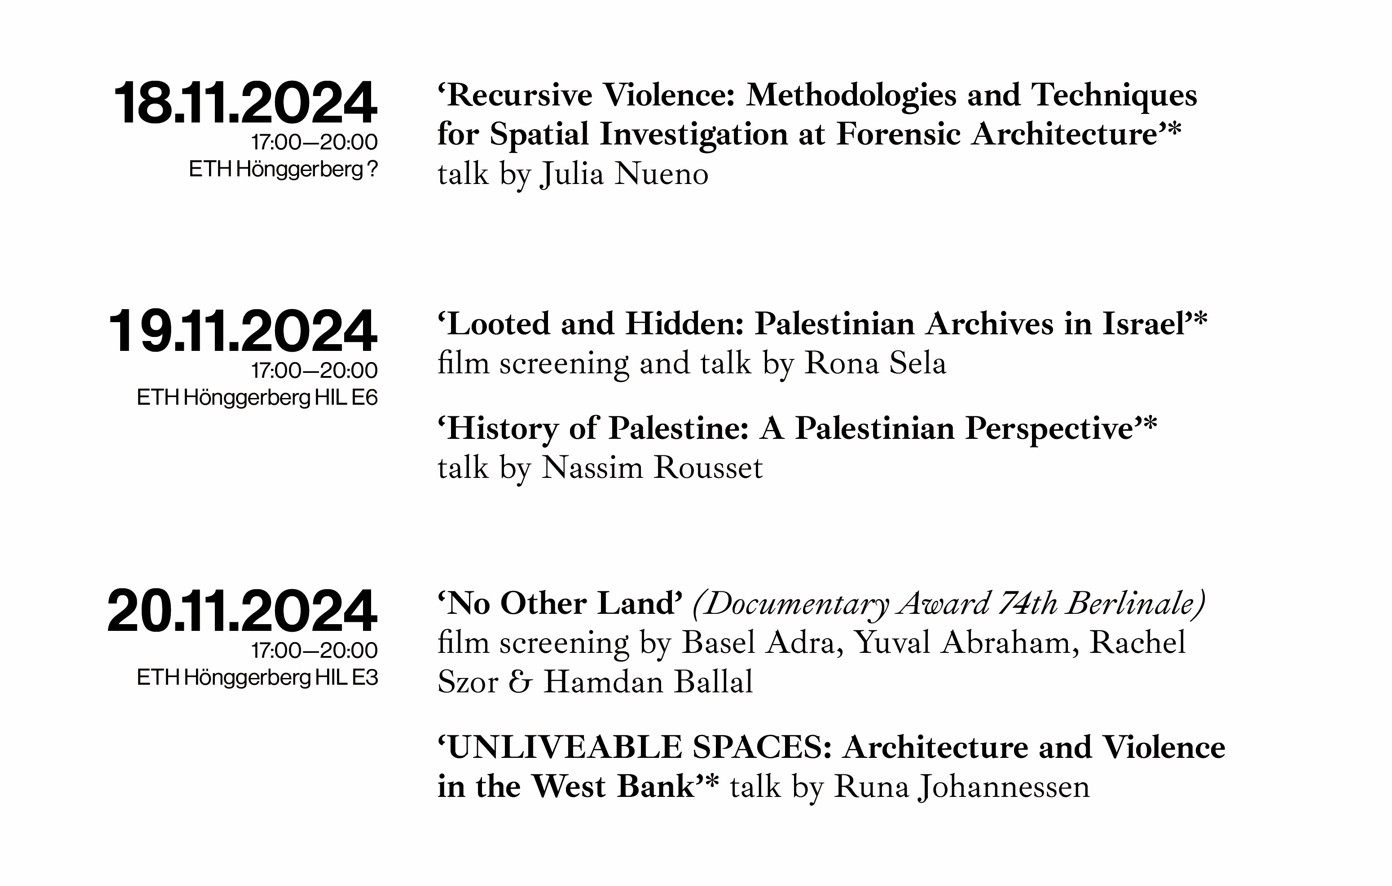 18.11.2024
17:00—20:00
ETH Hönggerberg ?
‘Recursive Violence: Methodologies and Techniques
for Spatial Investigation at Forensic Architecture’*
talk by Julia Nueno
19.11.2024
17:00—20:00
ETH Hönggerberg HIL E6
‘Looted and Hidden: Palestinian Archives in Israel’*
film screening and talk by Rona Sela
‘History of Palestine: A Palestinian Perspective’*
talk by Nassim Rousset
20.11.2024
17:00—20:00
ETH Hönggerberg HIL E3
‘No Other Land’ (Documentary Award 74th Berlinale)
film screening by Basel Adra, Yuval Abraham, Rachel
Szor & Hamdan Ballal
‘UNLIVEABLE SPACES: Architecture and Violence
in the West Bank’* talk by Runa Johannessen